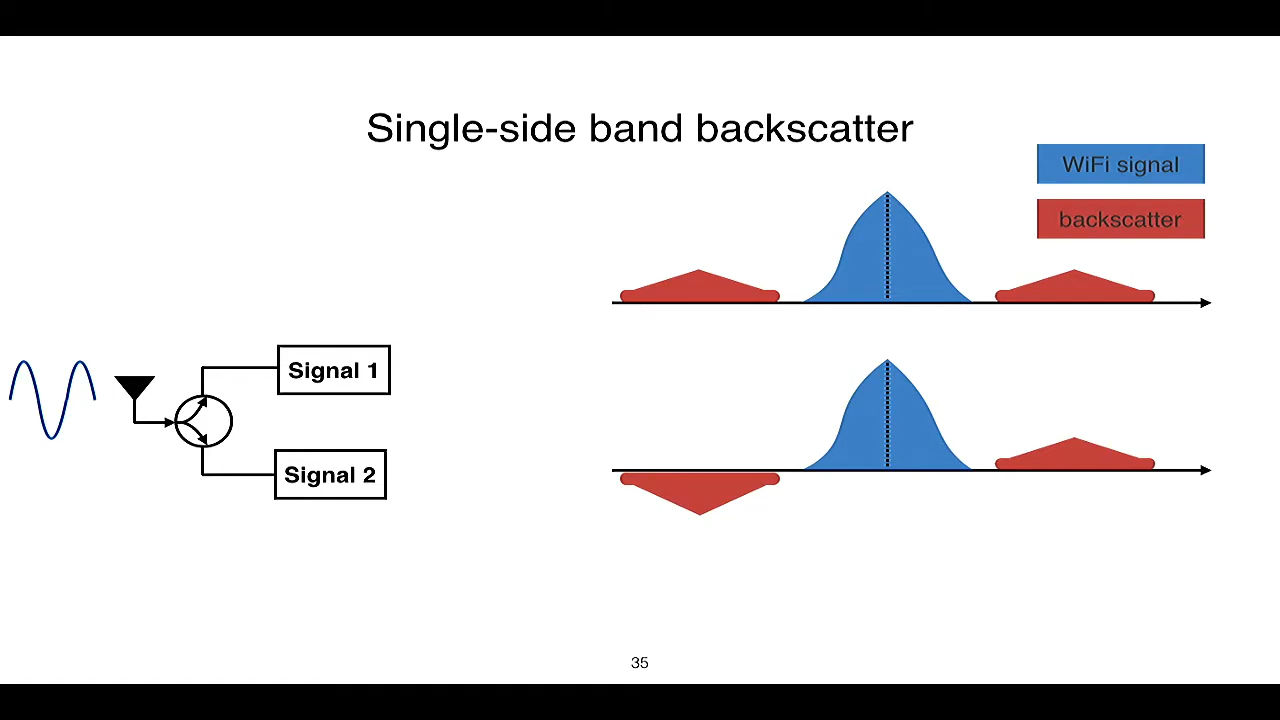 Single-side band backscatter
WiFi signal
backscatter
Signal 1
Signal 2
35